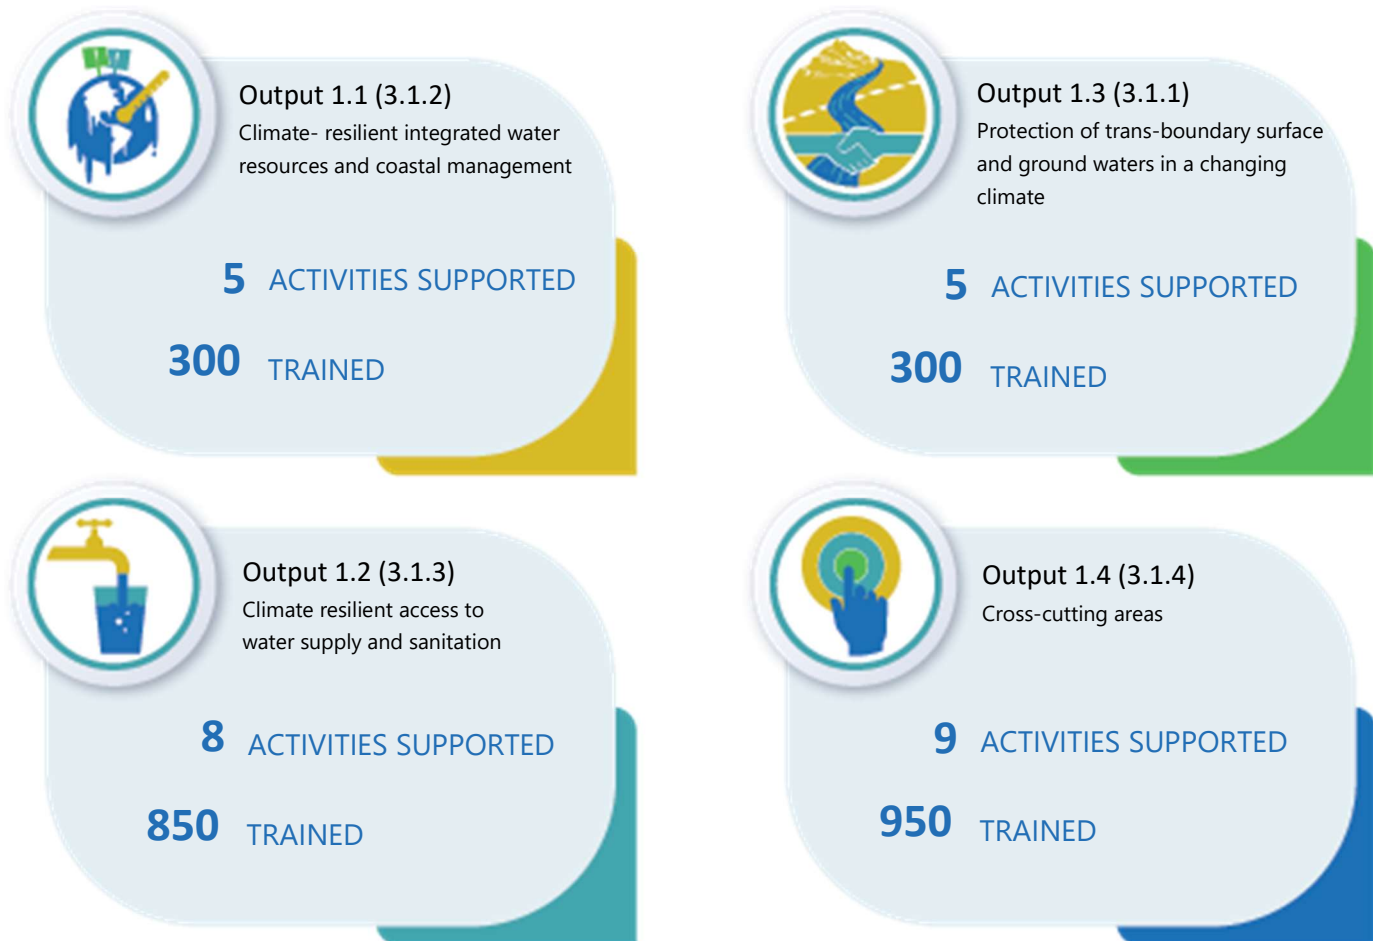 Output 1.1 (3.1.2)
Climate- resilient integrated water
resources and coastal management
5 ACTIVITIES SUPPORTED
300 TRAINED
Output 1.3 (3.1.1)
Protection of trans-boundary surface
and ground waters in a changing
climate
5 ACTIVITIES SUPPORTED
300 TRAINED
Output 1.2 (3.1.3)
Climate resilient access to
water supply and sanitation
8 ACTIVITIES SUPPORTED
850 TRAINED
Output 1.4 (3.1.4)
Cross-cutting areas
9 ACTIVITIES SUPPORTED
950 TRAINED